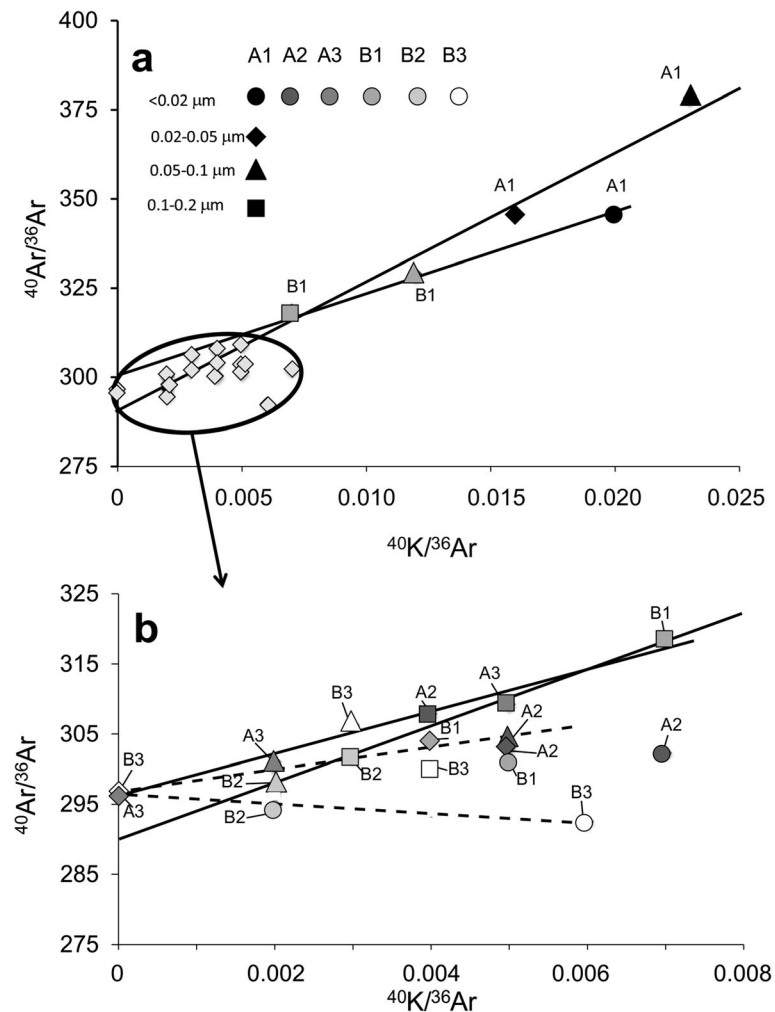 400
a
A1 A2 A3 B1 B2 B3
<0.02 µm
0.02-0.05 µm
0.05-0.1 µm
0.1-0.2 µm
A1
375
A1 A1
350
B1
B1
325
300
275
0 0.005 0.010 0.015 0.020 0.025
⁴⁰Ar/³⁶Ar
⁴⁰K/³⁶Ar
325
b
B1
315
B3 A2 A3
A2
B1
305
A3
A2
A2
B3
B2
B2
B3
B1
295
A3
B2
B3
285
275
0 0.002 0.004 0.006 0.008
⁴⁰Ar/³⁶Ar
⁴⁰K/³⁶Ar